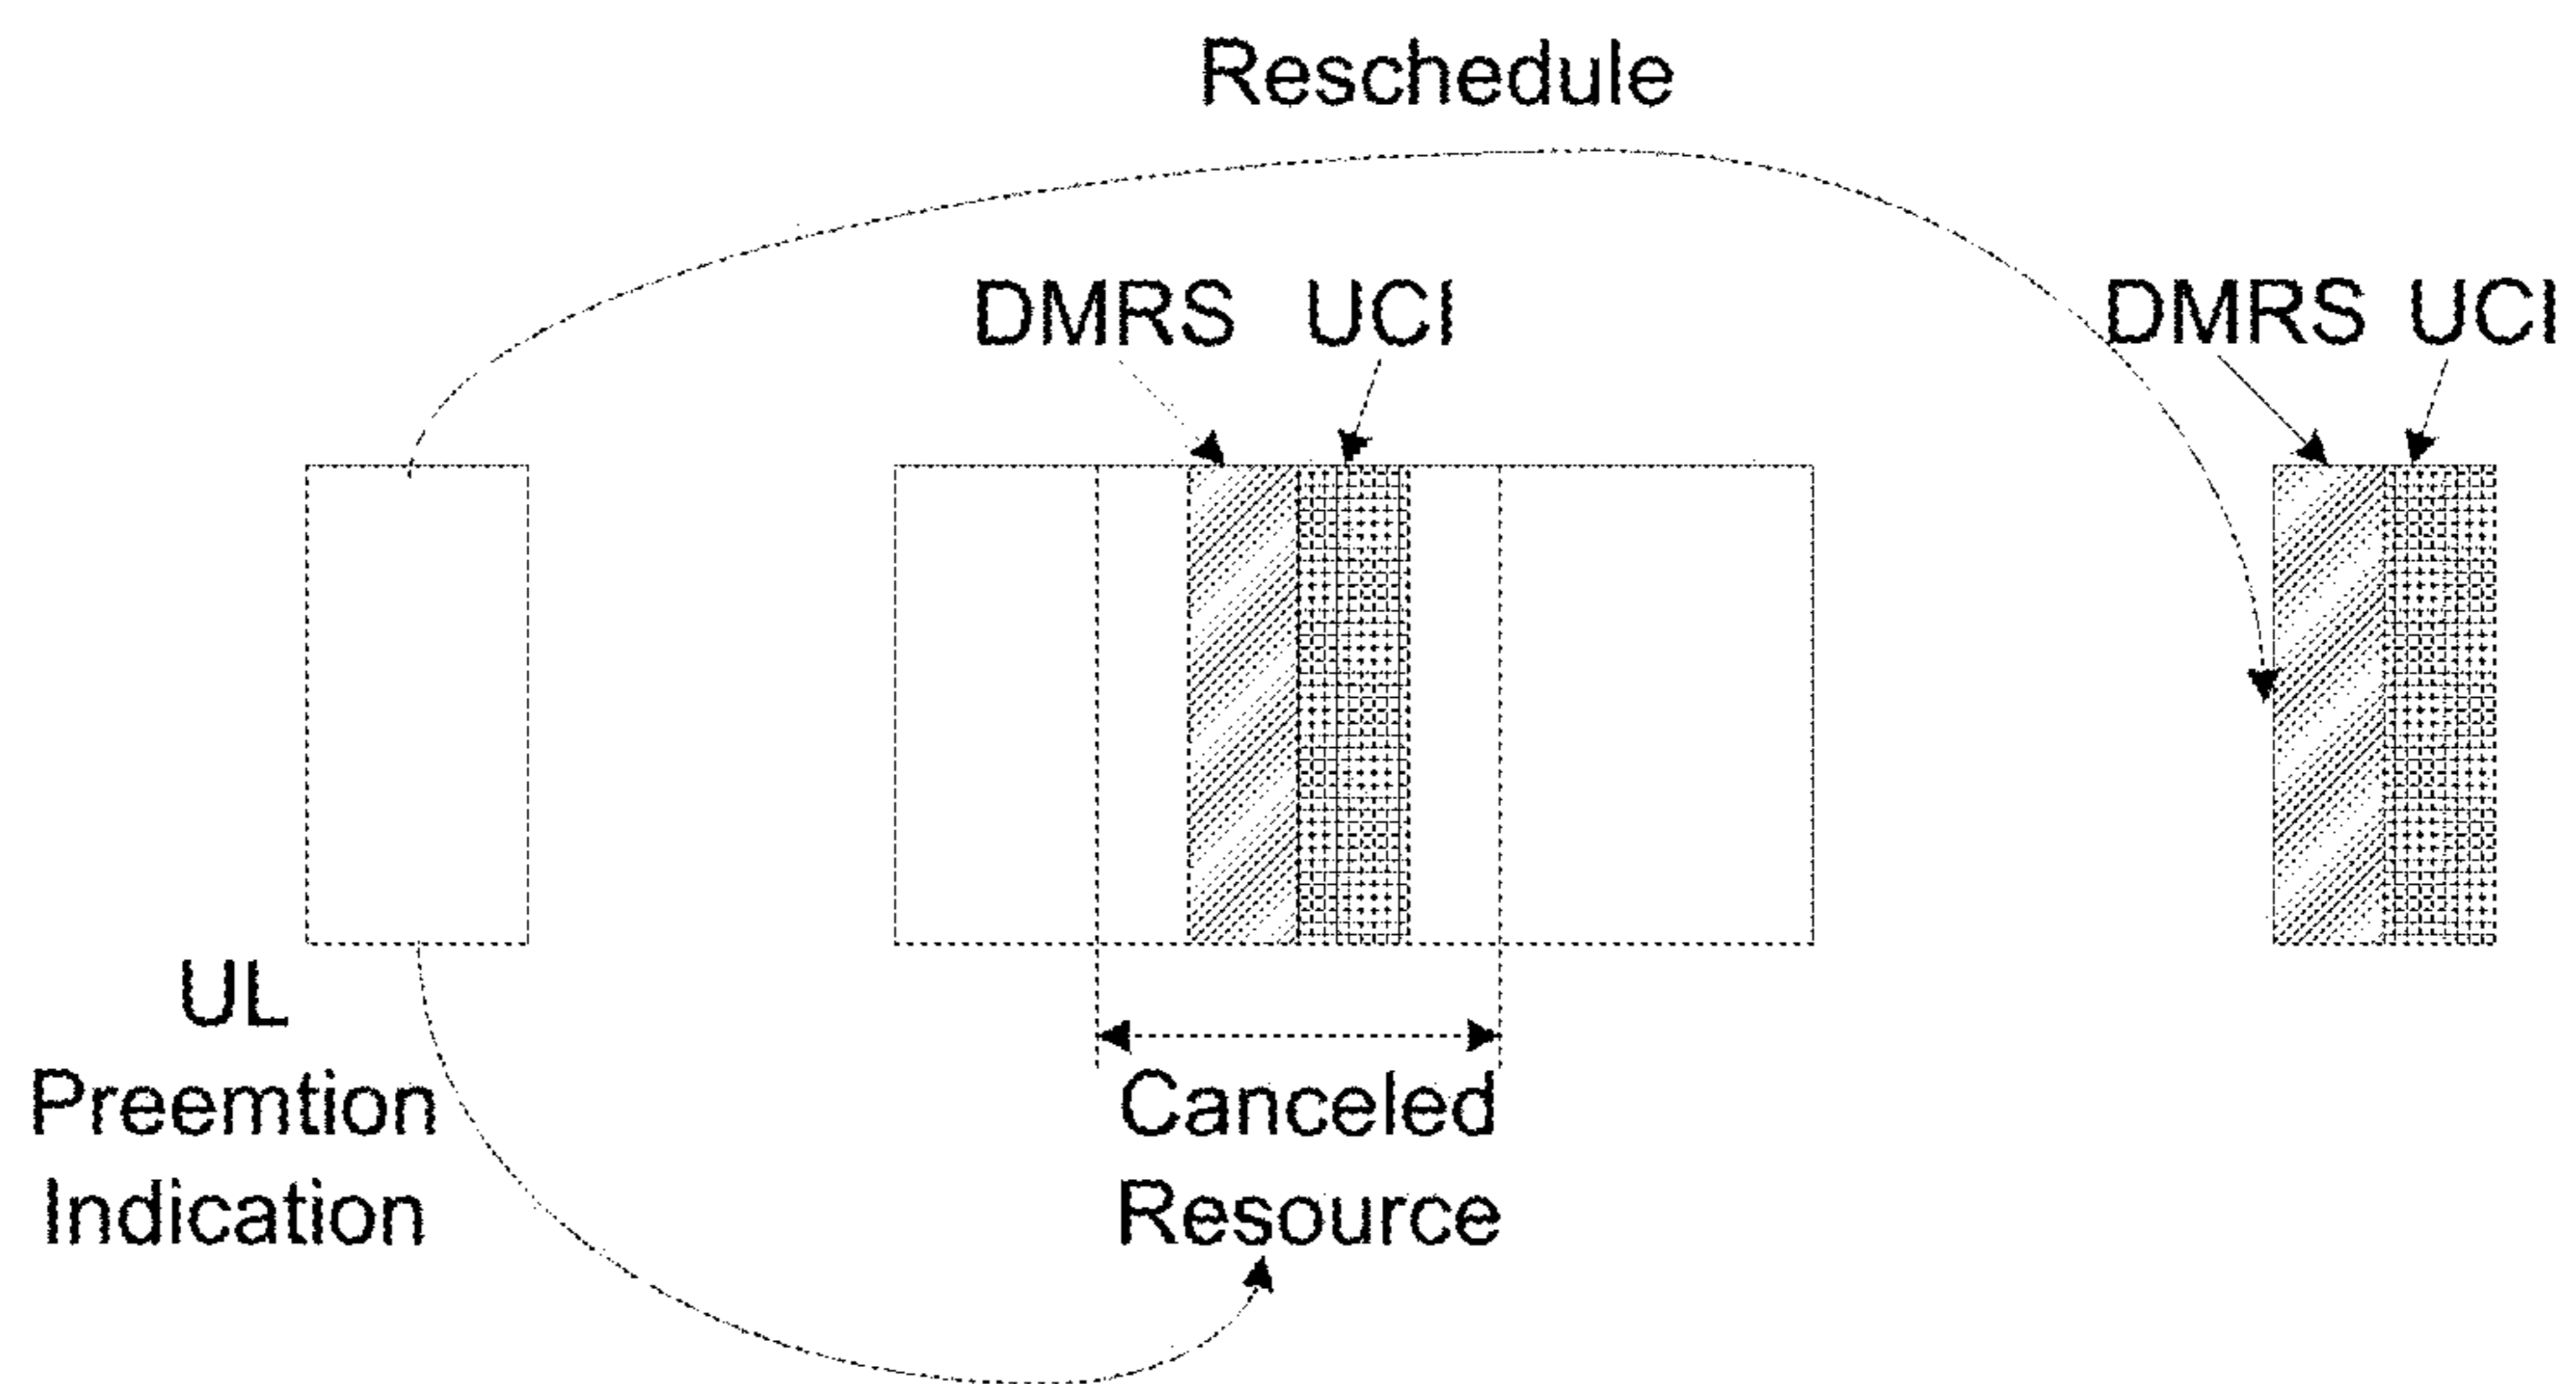 Reschedule
DMRS UCI
DMRS UCI
UL
Preemtion
Indication
Canceled
Resource